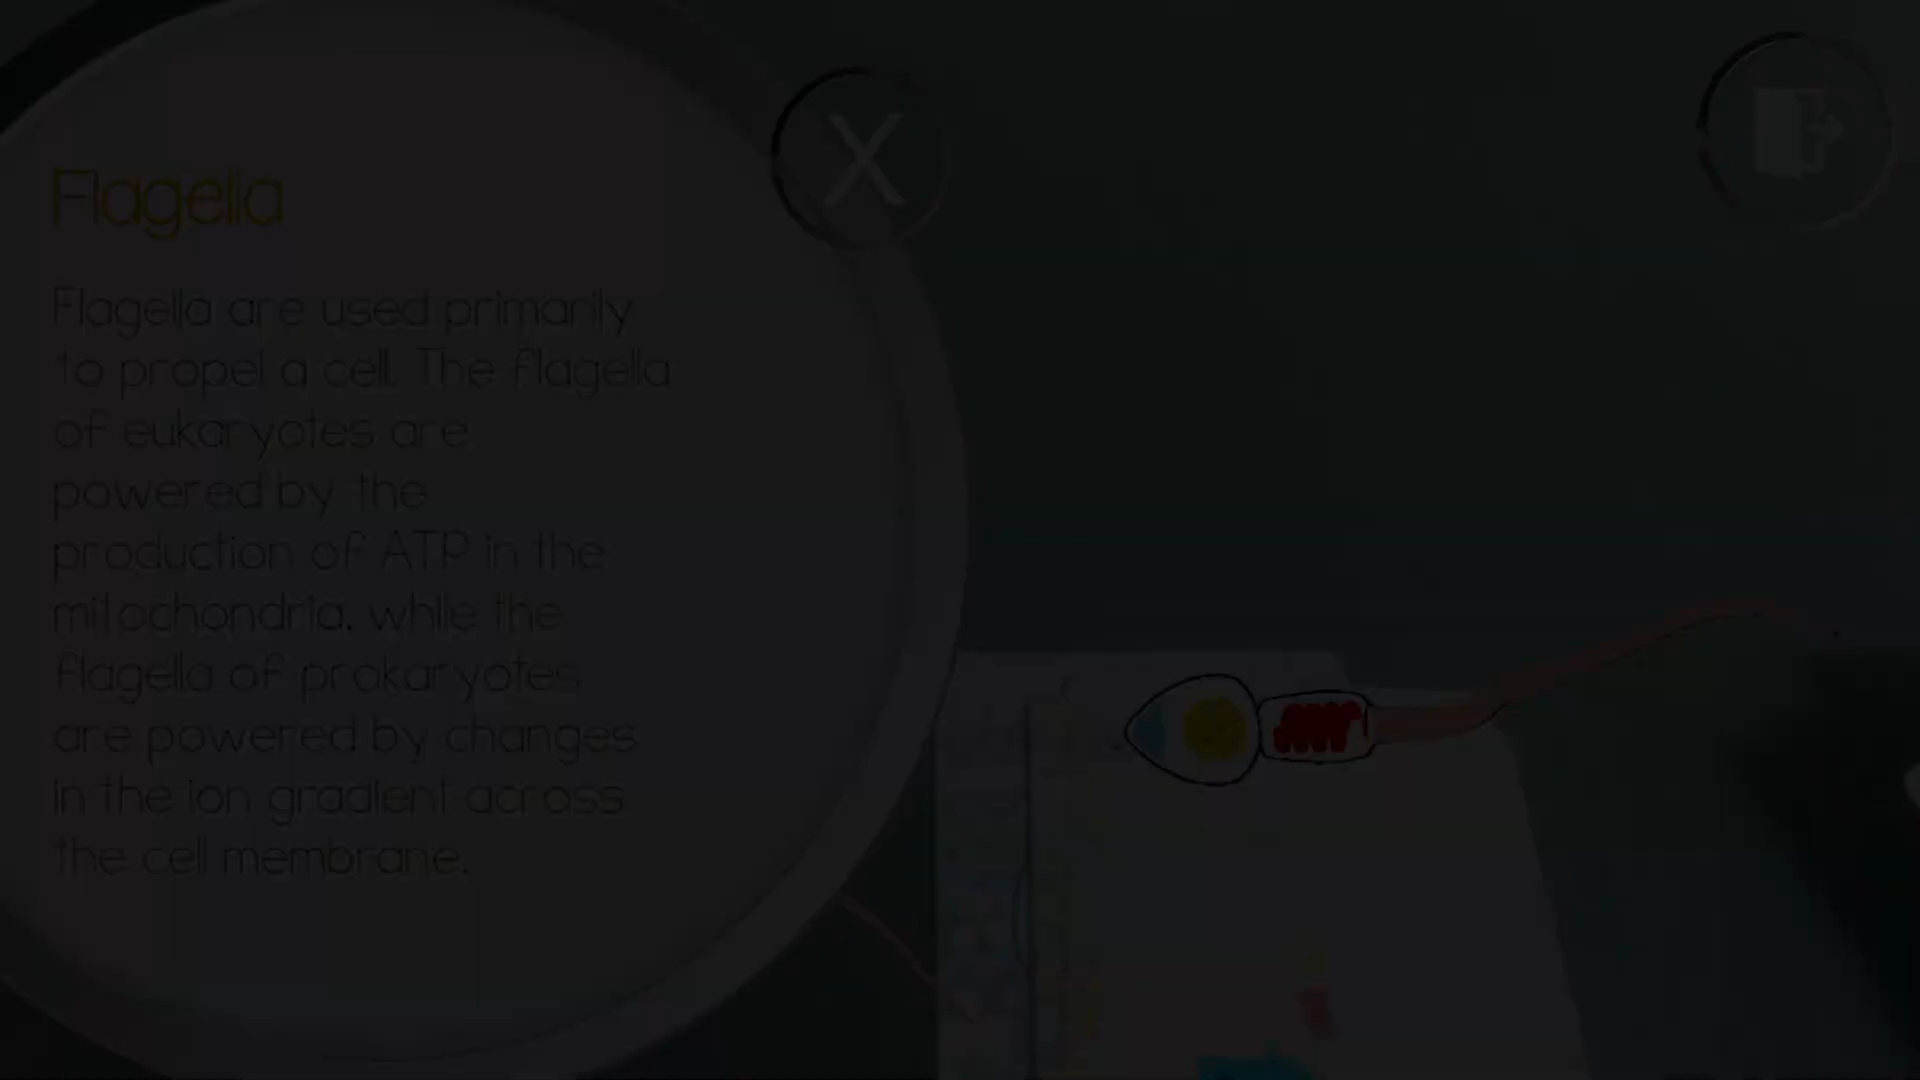 Flagella
X
Flagella are used primarily
to propel a cell. The flagella
of eukaryotes are
powered by the
production of ATP in the
mitochondria, while the
flagella of prokaryotes
are powered by changes
in the ion gradient across
the cell membrane.